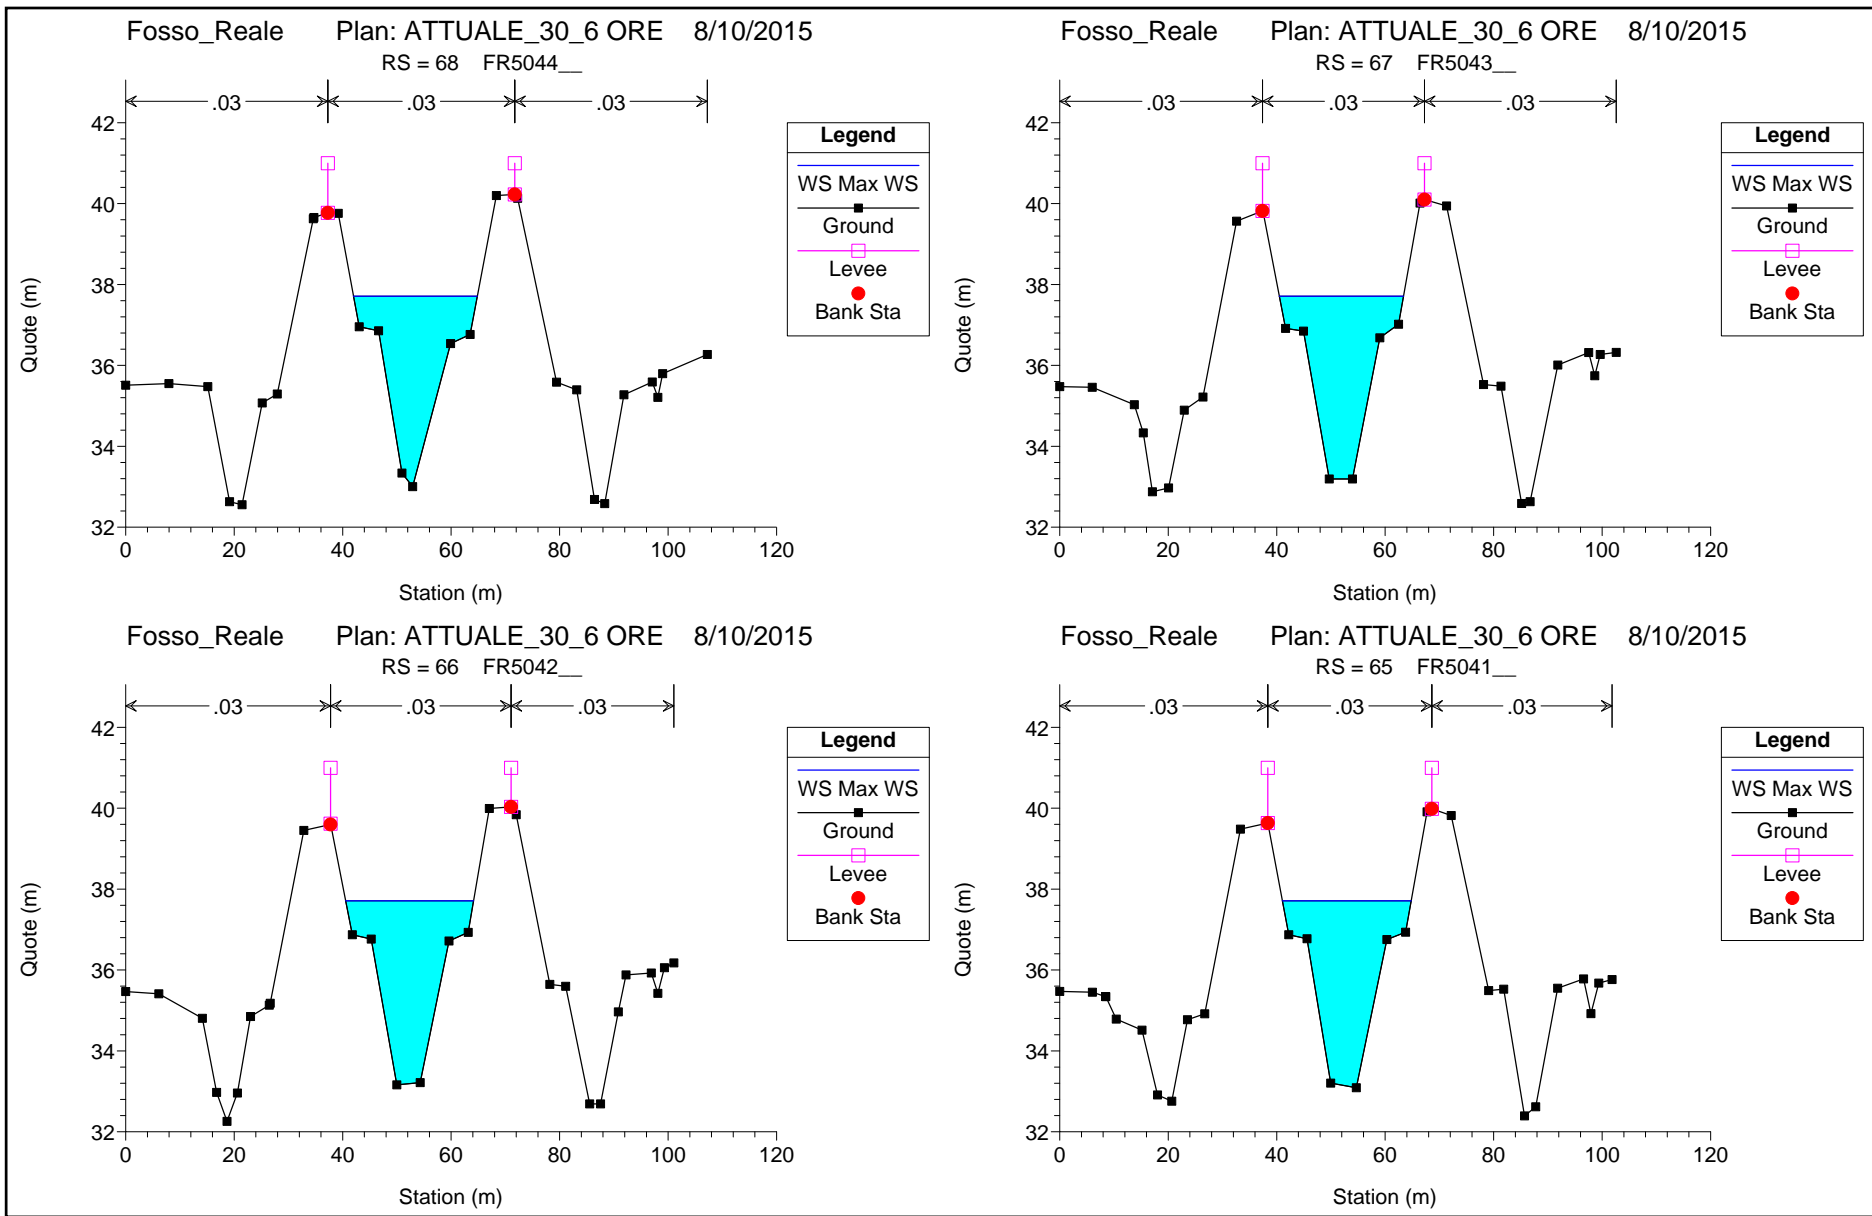 Fosso_Reale Plan: ATTUALE_30_6 ORE 8/10/2015
RS = 68 FR5044__
.03 .03 .03
42
40
38
36
34
32
0 20 40 60 80 100 120
Station (m)
Quote (m)
Legend
WS Max WS
Ground
Levee
Bank Sta
Fosso_Reale Plan: ATTUALE_30_6 ORE 8/10/2015
RS = 67 FR5043__
.03 .03 .03
42
40
38
36
34
32
0 20 40 60 80 100 120
Station (m)
Quote (m)
Legend
WS Max WS
Ground
Levee
Bank Sta
Fosso_Reale Plan: ATTUALE_30_6 ORE 8/10/2015
RS = 66 FR5042__
.03 .03 .03
42
40
38
36
34
32
0 20 40 60 80 100 120
Station (m)
Quote (m)
Legend
WS Max WS
Ground
Levee
Bank Sta
Fosso_Reale Plan: ATTUALE_30_6 ORE 8/10/2015
RS = 65 FR5041__
.03 .03 .03
42
40
38
36
34
32
0 20 40 60 80 100 120
Station (m)
Quote (m)
Legend
WS Max WS
Ground
Levee
Bank Sta